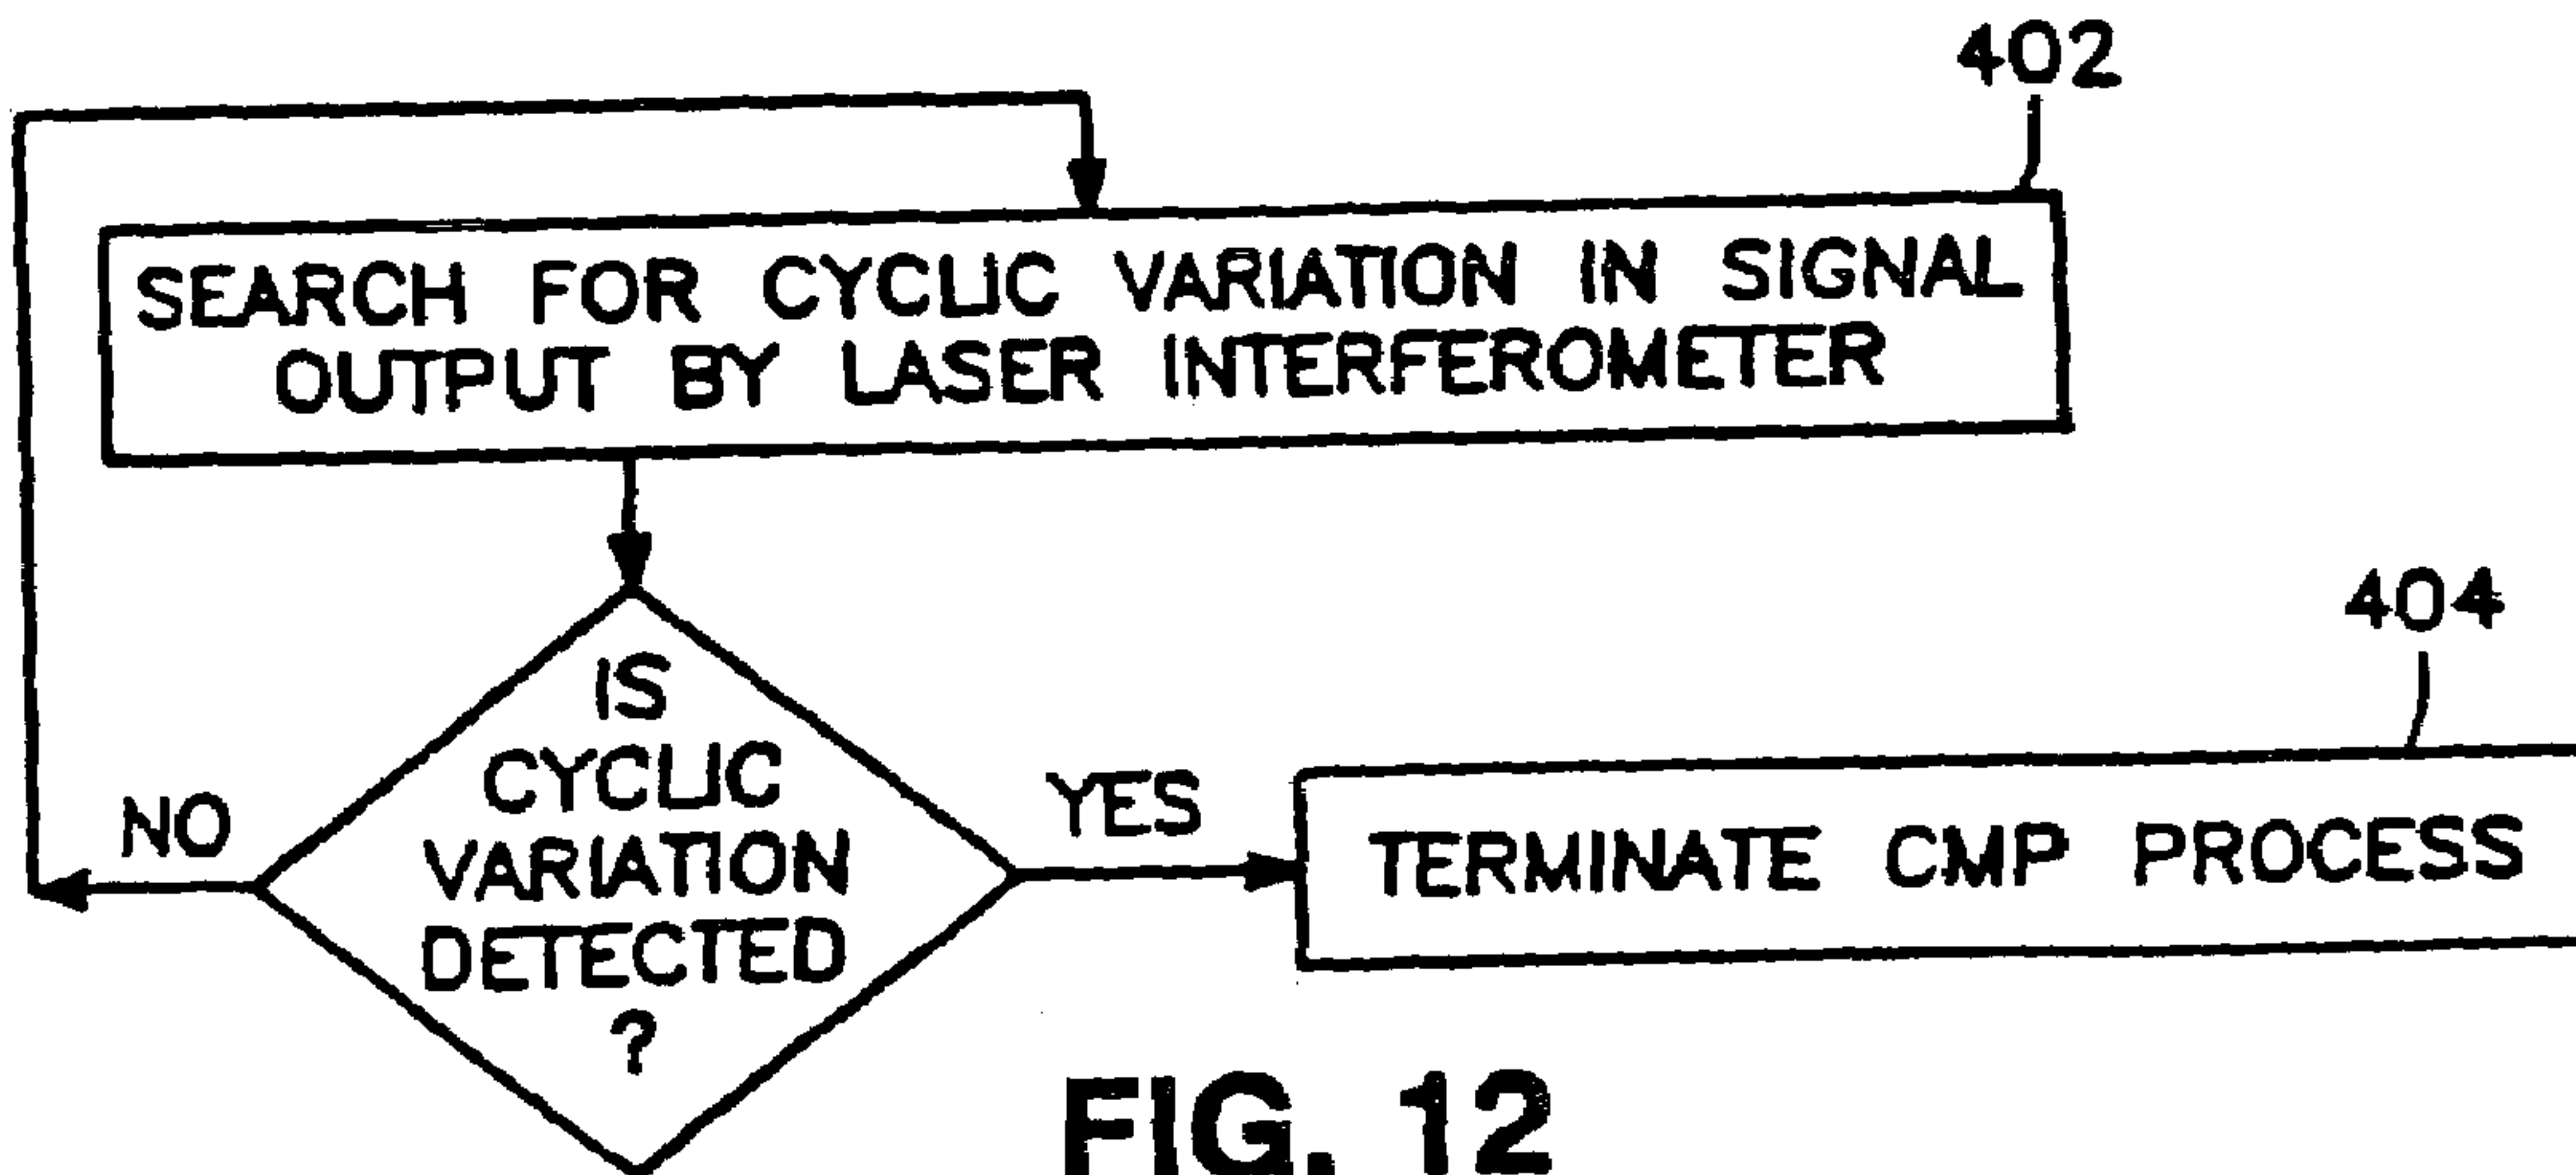 402
SEARCH FOR CYCLIC VARIATION IN SIGNAL
OUTPUT BY LASER INTERFEROMETER
404
IS
CYCLIC
VARIATION
DETECTED
?
NO
YES
TERMINATE CMP PROCESS
FIG. 12